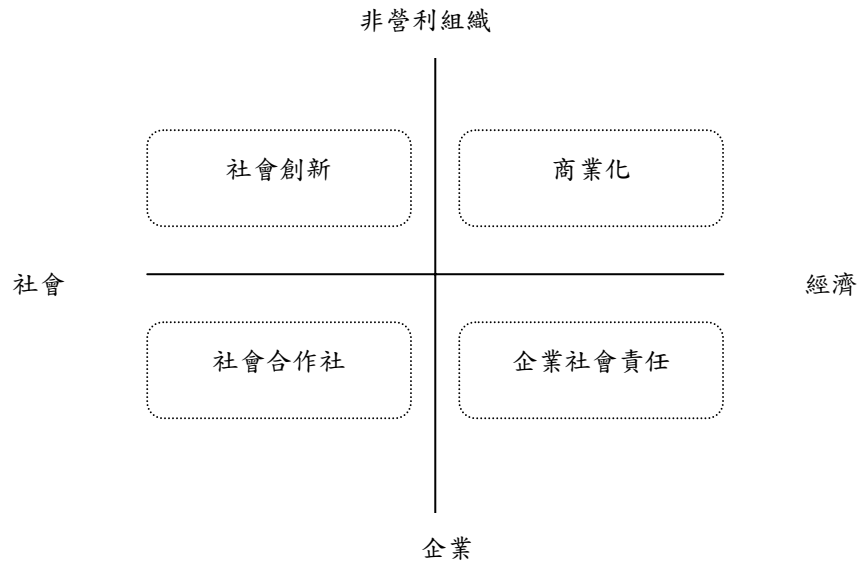 非營利組織
社會創新
商業化
社會
經濟
社會合作社
企業社會責任
企業